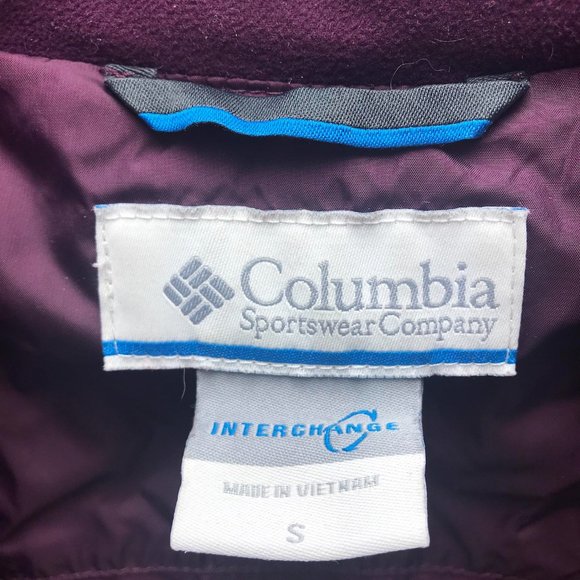 Columbia
Sportswear Company
INTERCHANGE
MADE IN VIETNAM
S